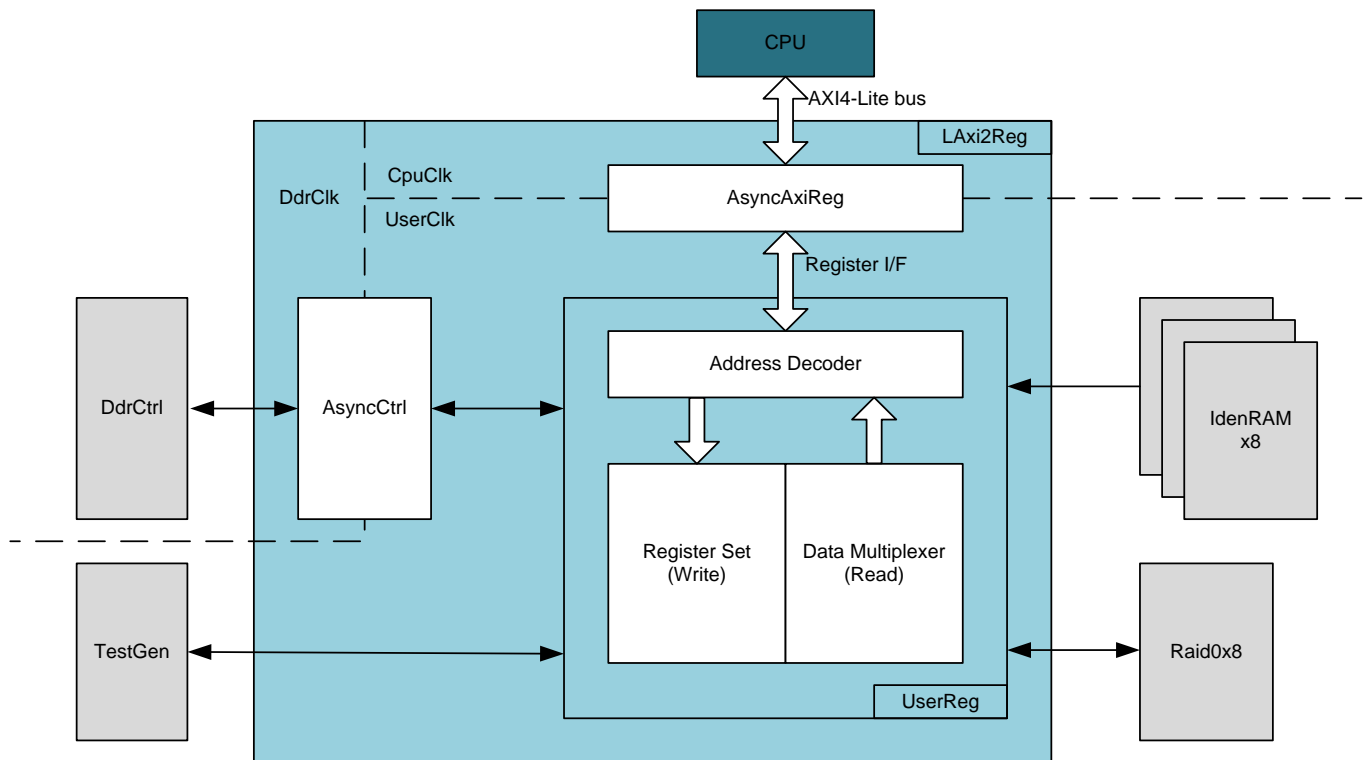 CPU
AXI4-Lite bus
LAxi2Reg
CpuClk
DdrClk
AsyncAxiReg
UserClk
Register I/F
Address Decoder
DdrCtrl
AsyncCtrl
IdenRAM
x8
Register Set
(Write)
Data Multiplexer
(Read)
TestGen
Raid0x8
UserReg